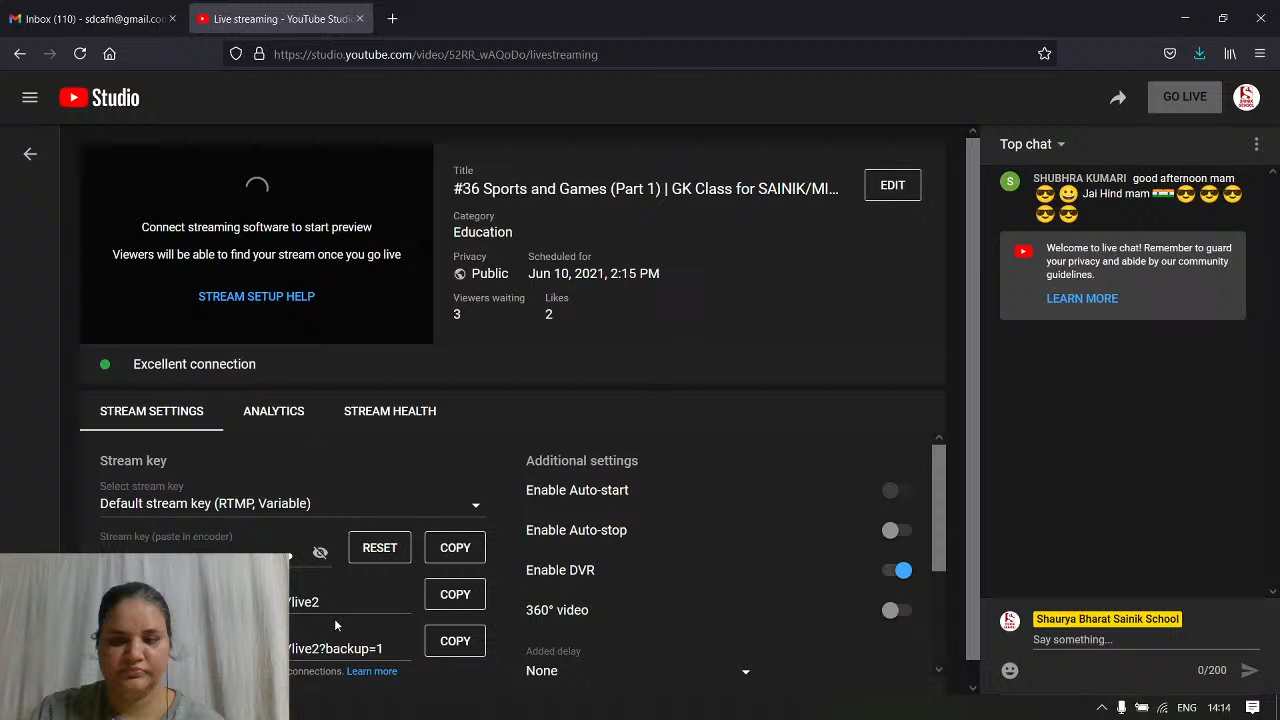 Inbox (110) - sdcafn@gmail.con
Live streaming - YouTube Studi
https://studio.youtube.com/video/52RR_wAQoDo/livestreaming
Studio
GO LIVE
SAINIK SCHOOL
Connect streaming software to start preview
Viewers will be able to find your stream once you go live
STREAM SETUP HELP
Title
#36 Sports and Games (Part 1) | GK Class for SAINIK/MI...
EDIT
Category
Education
Privacy
Public
Scheduled for
Jun 10, 2021, 2:15 PM
Viewers waiting
3
Likes
2
Excellent connection
STREAM SETTINGS
ANALYTICS
STREAM HEALTH
Stream key
Select stream key
Default stream key (RTMP, Variable)
Stream key (paste in encoder)
RESET
COPY
/live2
COPY
/live2?backup=1
COPY
connections. Learn more
Additional settings
Enable Auto-start
Enable Auto-stop
Enable DVR
360° video
Added delay
None
Top chat
S
SHUBHRA KUMARI good afternoon mam
😎😀 Jai Hind mam 🇮🇳😎😎😎
😎😎
Welcome to live chat! Remember to guard
your privacy and abide by our community
guidelines.
LEARN MORE
Shaurya Bharat Sainik School
Say something...
0/200
ENG
14:14